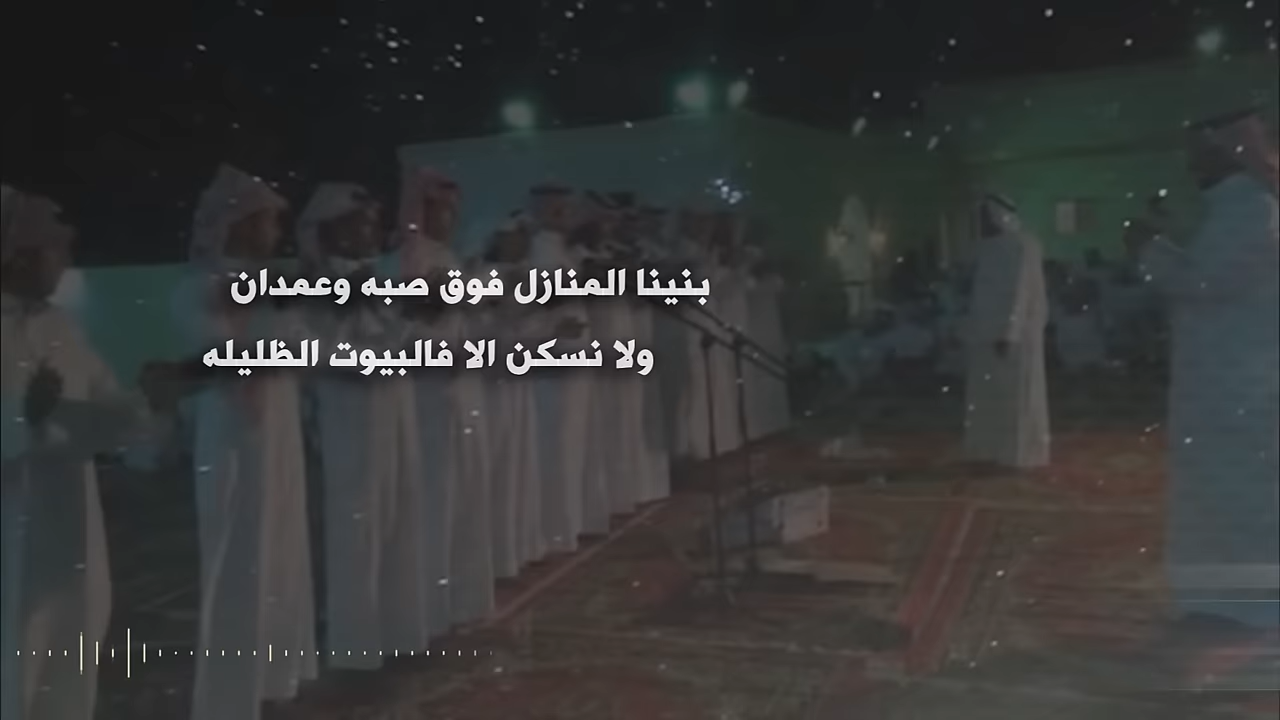 بنينا المنازل فوق صبه وعمدان
ولا نسكن الا فالبيوت الظليله